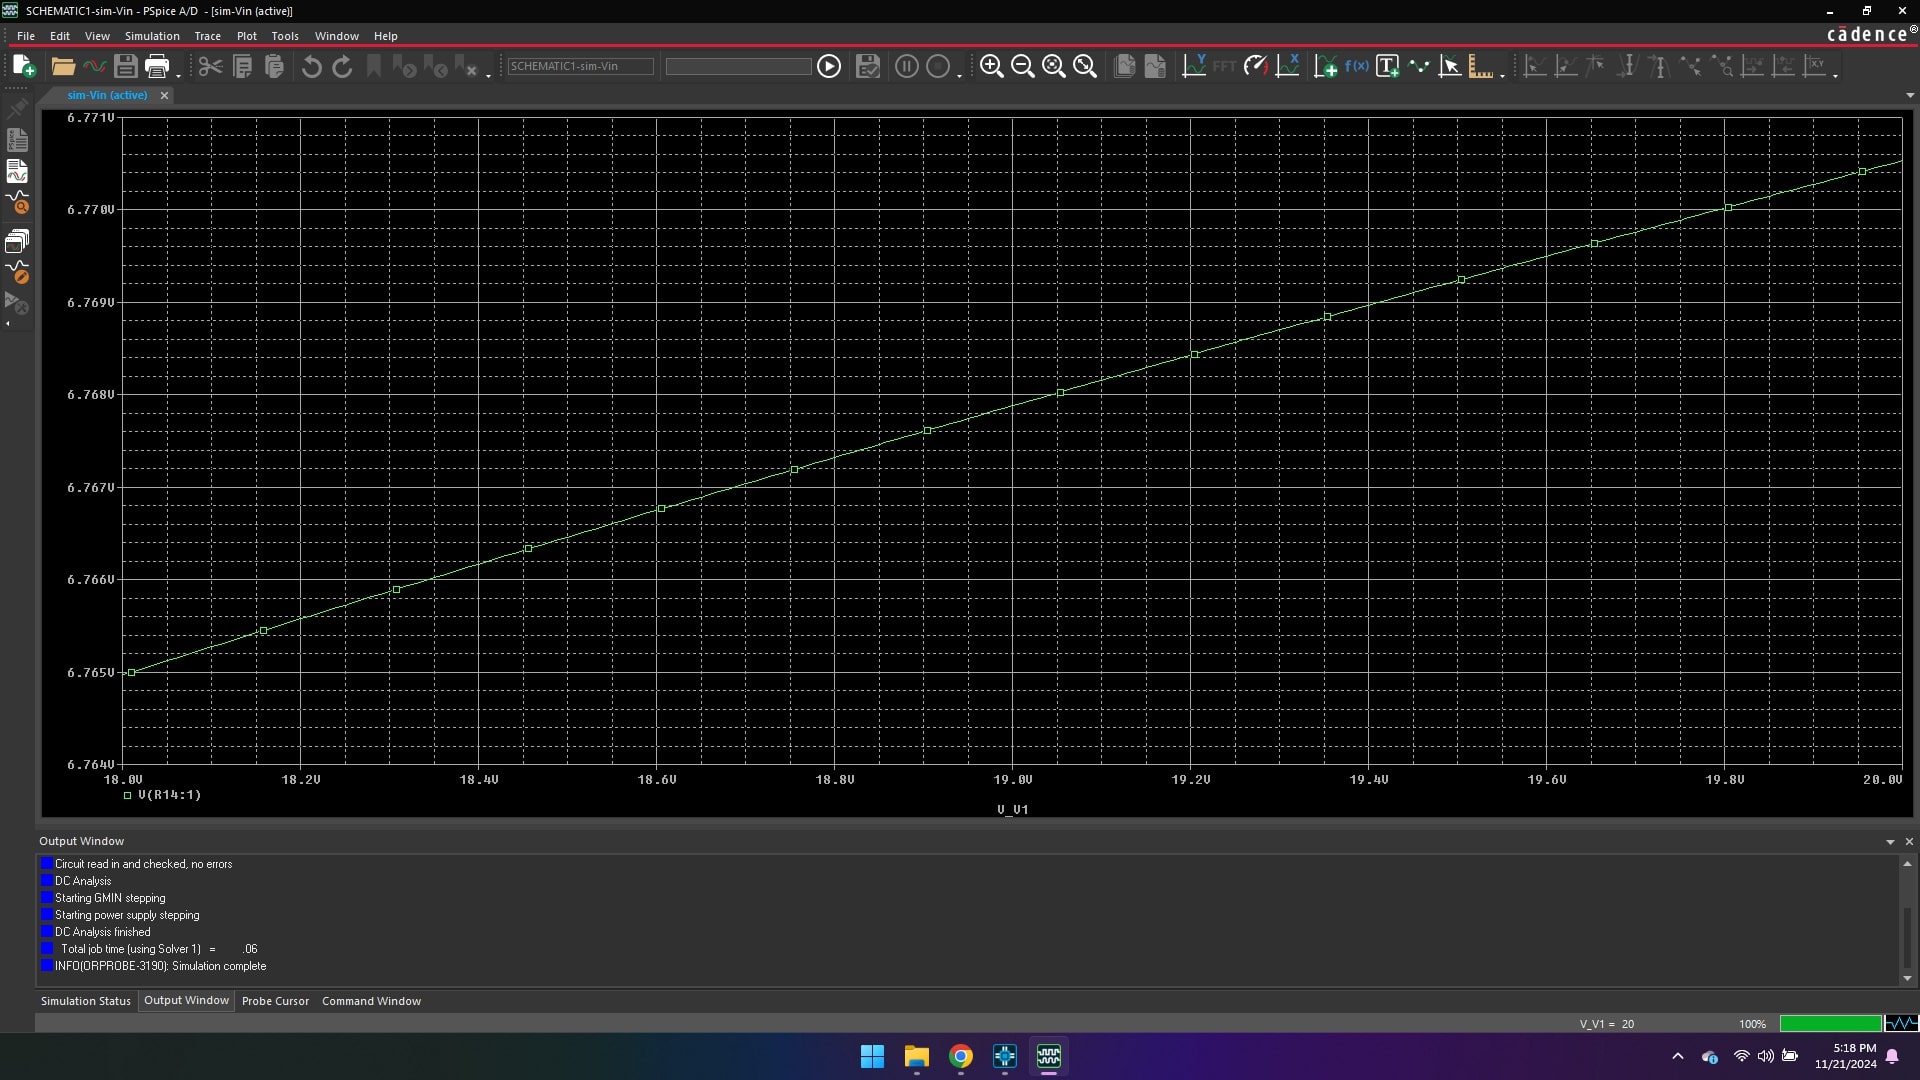 SCHEMATIC1-sim-Vin - PSpice A/D - [sim-Vin (active)]
File Edit View Simulation Trace Plot Tools Window Help
cādence®
SCHEMATIC1-sim-Vin
FFT
f(x)
sim-Vin (active)
6.771V
6.770V
6.769V
6.768V
6.767V
6.766V
6.765V
6.764V
18.0V 18.2V 18.4V 18.6V 18.8V 19.0V 19.2V 19.4V 19.6V 19.8V 20.0V
V(R14:1)
V_V1
Output Window
Circuit read in and checked, no errors
DC Analysis
Starting GMIN stepping
Starting power supply stepping
DC Analysis finished
Total job time (using Solver 1) = .06
INFO(ORPROBE-3190): Simulation complete
Simulation Status Output Window Probe Cursor Command Window
V_V1 = 20 100%
5:18 PM
11/21/2024